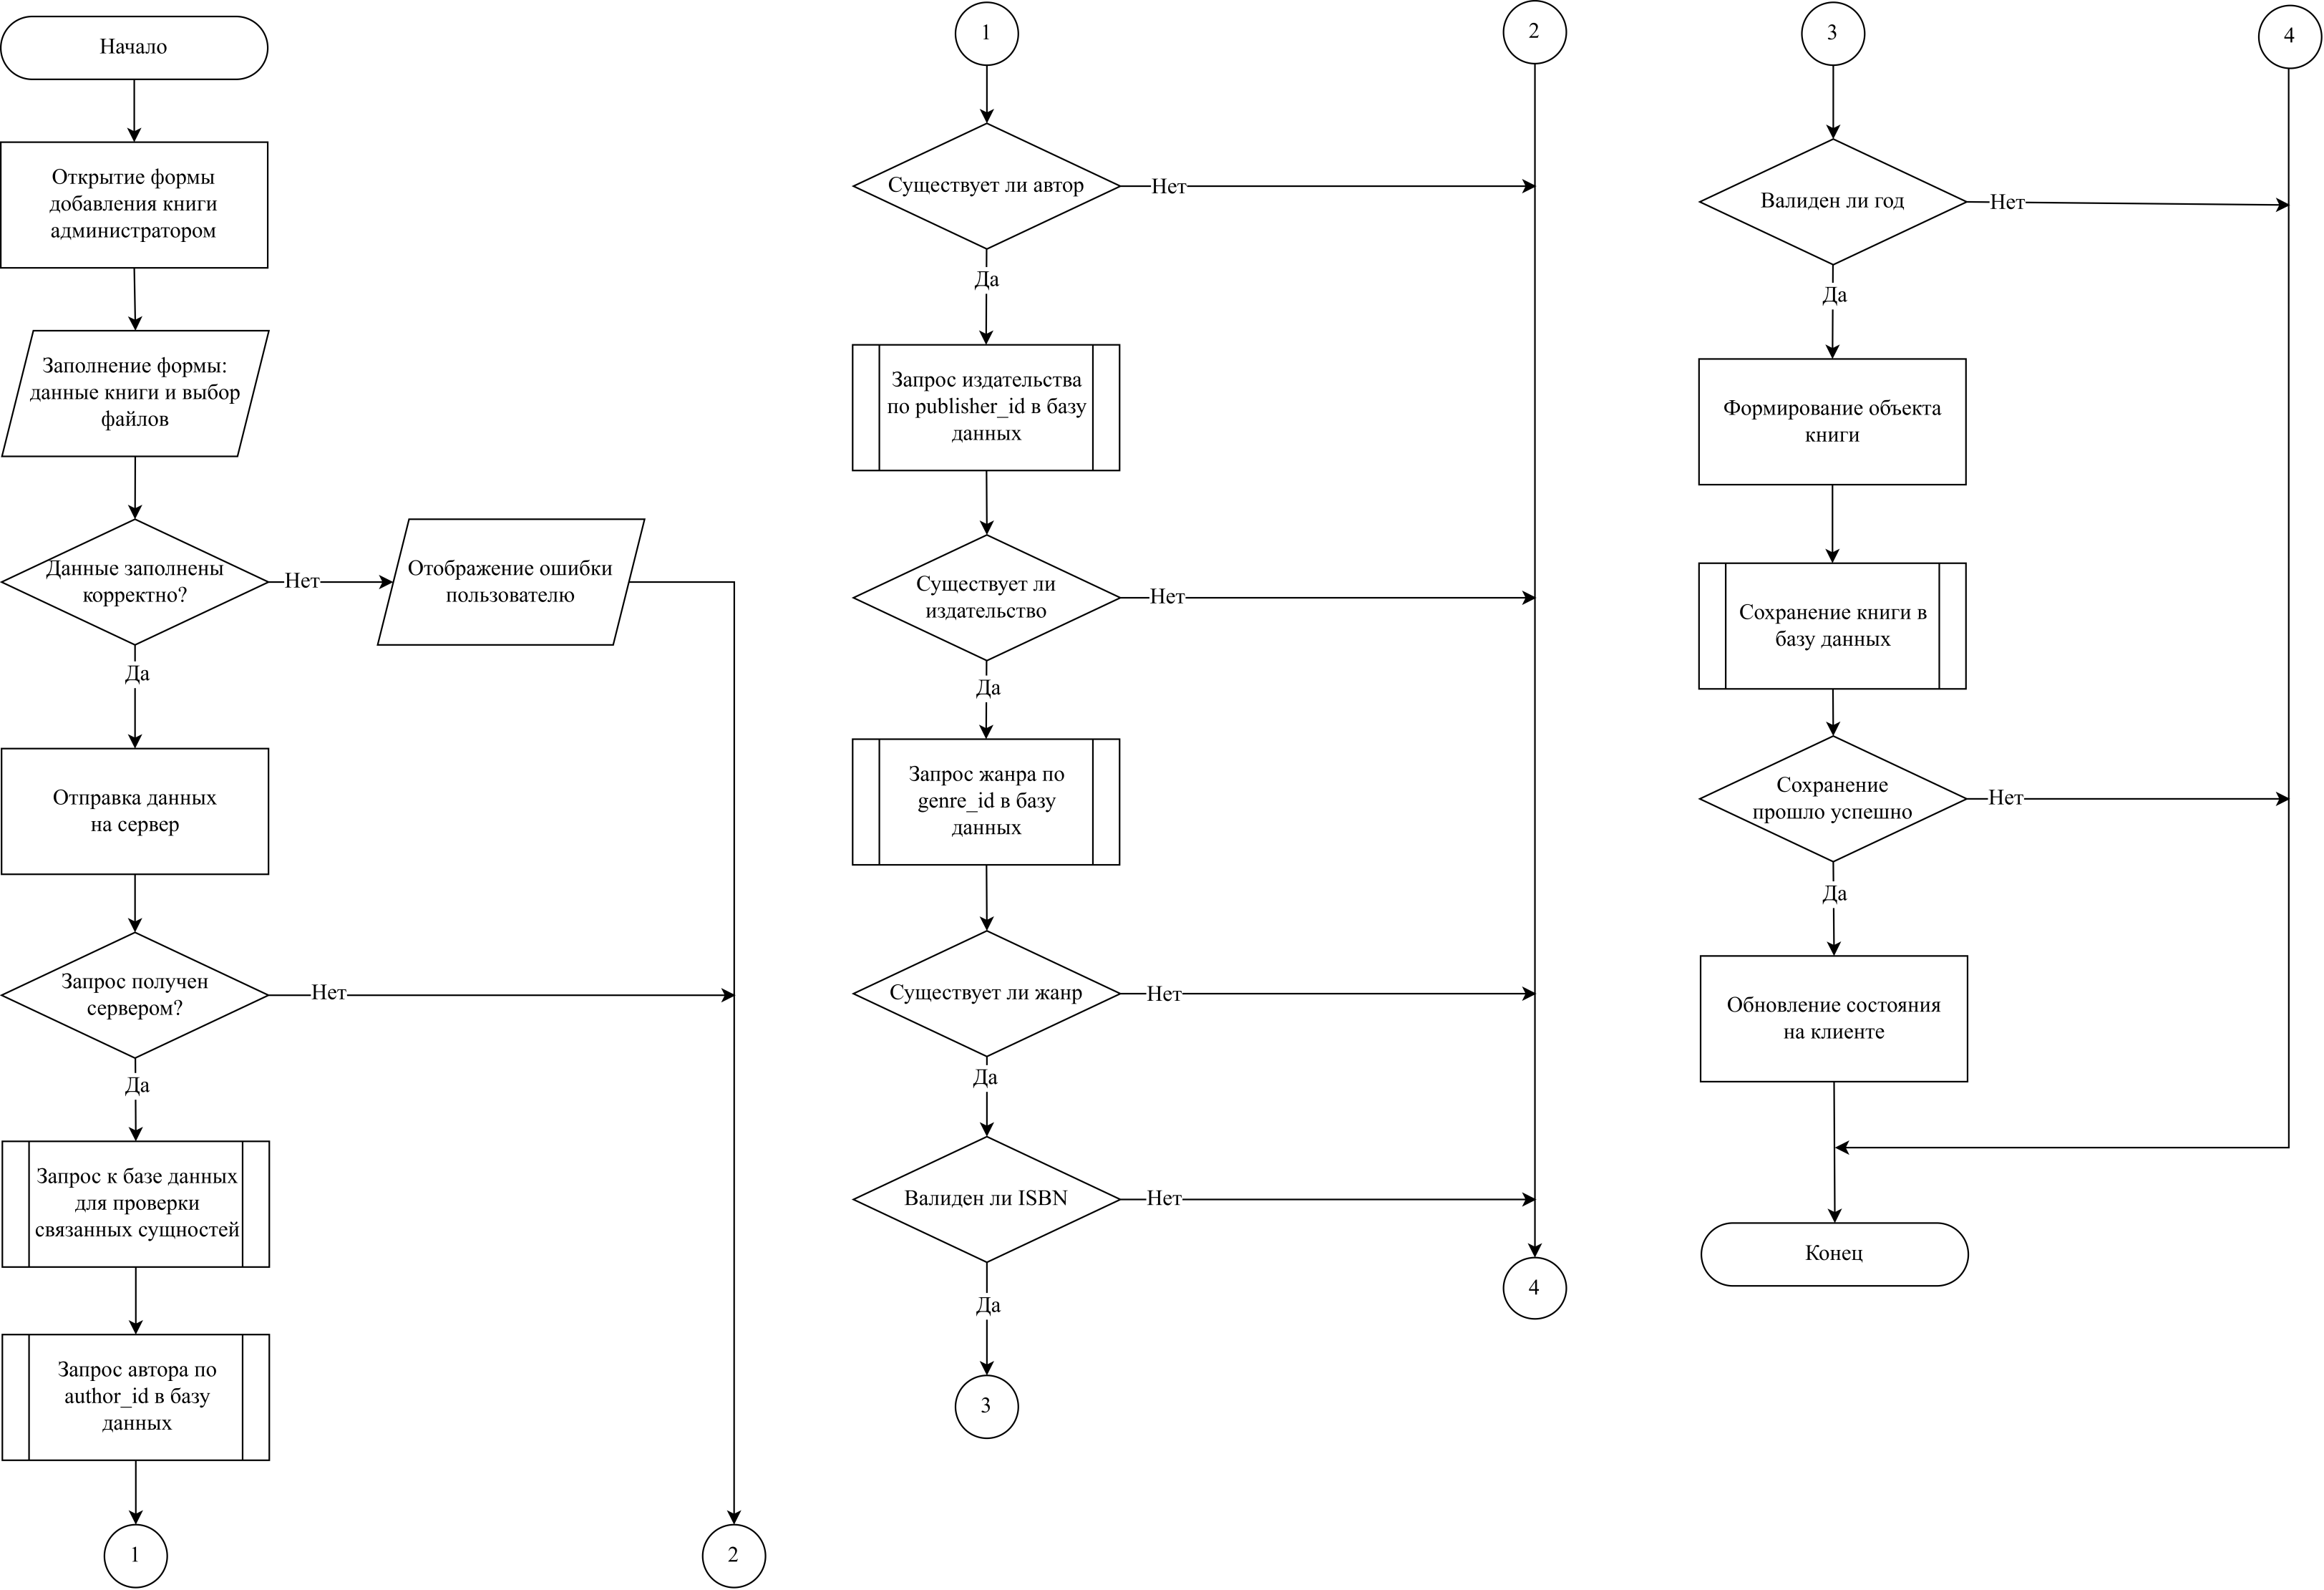 Начало
Открытие формы
добавления книги
администратором
Заполнение формы:
данные книги и выбор
файлов
Данные заполнены
корректно?
Нет
Отображение ошибки
пользователю
Да
Отправка данных
на сервер
Запрос получен
сервером?
Нет
Да
Запрос к базе данных
для проверки
связанных сущностей
Запрос автора по
author_id в базу
данных
1
2
1
2
Существует ли автор
Нет
Да
Запрос издательства
по publisher_id в базу
данных
Существует ли
издательство
Нет
Да
Запрос жанра по
genre_id в базу
данных
Существует ли жанр
Нет
Да
Валиден ли ISBN
Нет
Да
4
3
3
4
Валиден ли год
Нет
Да
Формирование объекта
книги
Сохранение книги в
базу данных
Сохранение
прошло успешно
Нет
Да
Обновление состояния
на клиенте
Конец